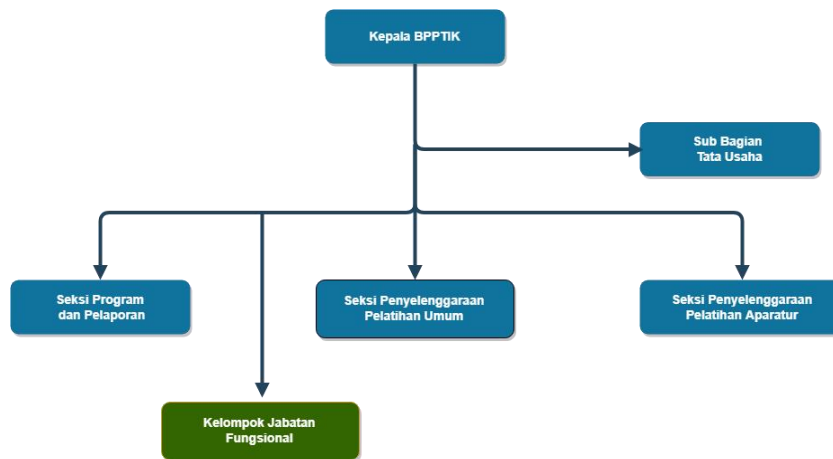 Kepala BPPTIK
Sub Bagian
Tata Usaha
Seksi Program
dan Pelaporan
Seksi Penyelenggaraan
Pelatihan Umum
Seksi Penyelenggaraan
Pelatihan Aparatur
Kelompok Jabatan
Fungsional